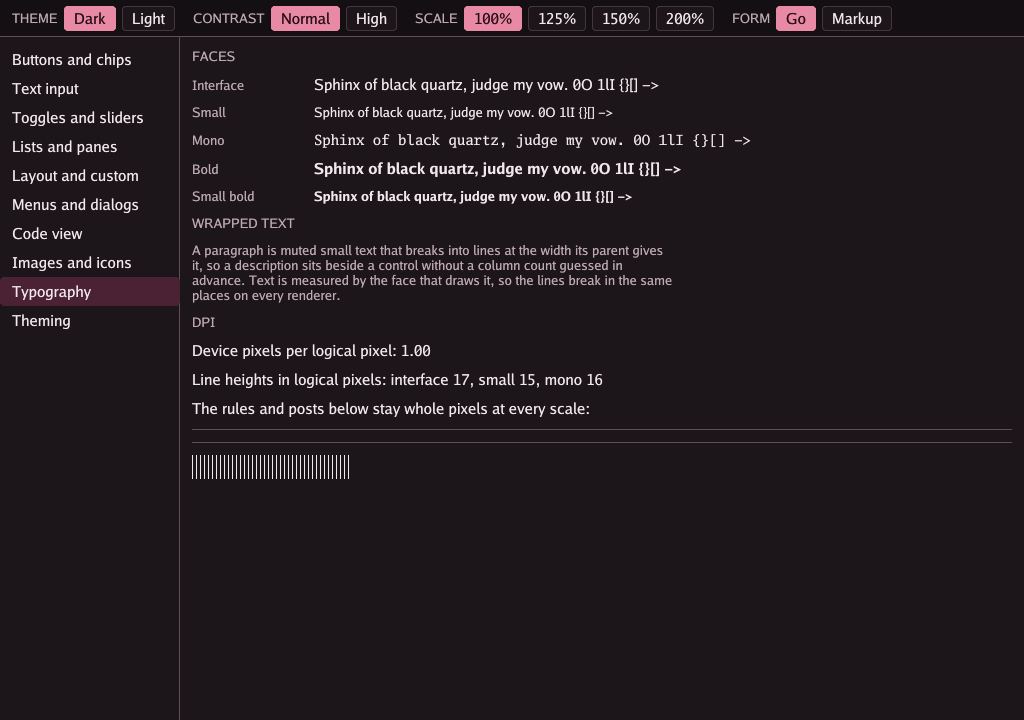 THEME Dark Light CONTRAST Normal High SCALE 100% 125% 150% 200% FORM Go Markup
Buttons and chips
Text input
Toggles and sliders
Lists and panes
Layout and custom
Menus and dialogs
Code view
Images and icons
Typography
Theming
FACES
Interface Sphinx of black quartz, judge my vow. 0O 1lI {}[] ->
Small Sphinx of black quartz, judge my vow. 0O 1lI {}[] ->
Mono Sphinx of black quartz, judge my vow. 0O 1lI {}[] ->
Bold Sphinx of black quartz, judge my vow. 0O 1lI {}[] ->
Small bold Sphinx of black quartz, judge my vow. 0O 1lI {}[] ->
WRAPPED TEXT
A paragraph is muted small text that breaks into lines at the width its parent gives
it, so a description sits beside a control without a column count guessed in
advance. Text is measured by the face that draws it, so the lines break in the same
places on every renderer.
DPI
Device pixels per logical pixel: 1.00
Line heights in logical pixels: interface 17, small 15, mono 16
The rules and posts below stay whole pixels at every scale: